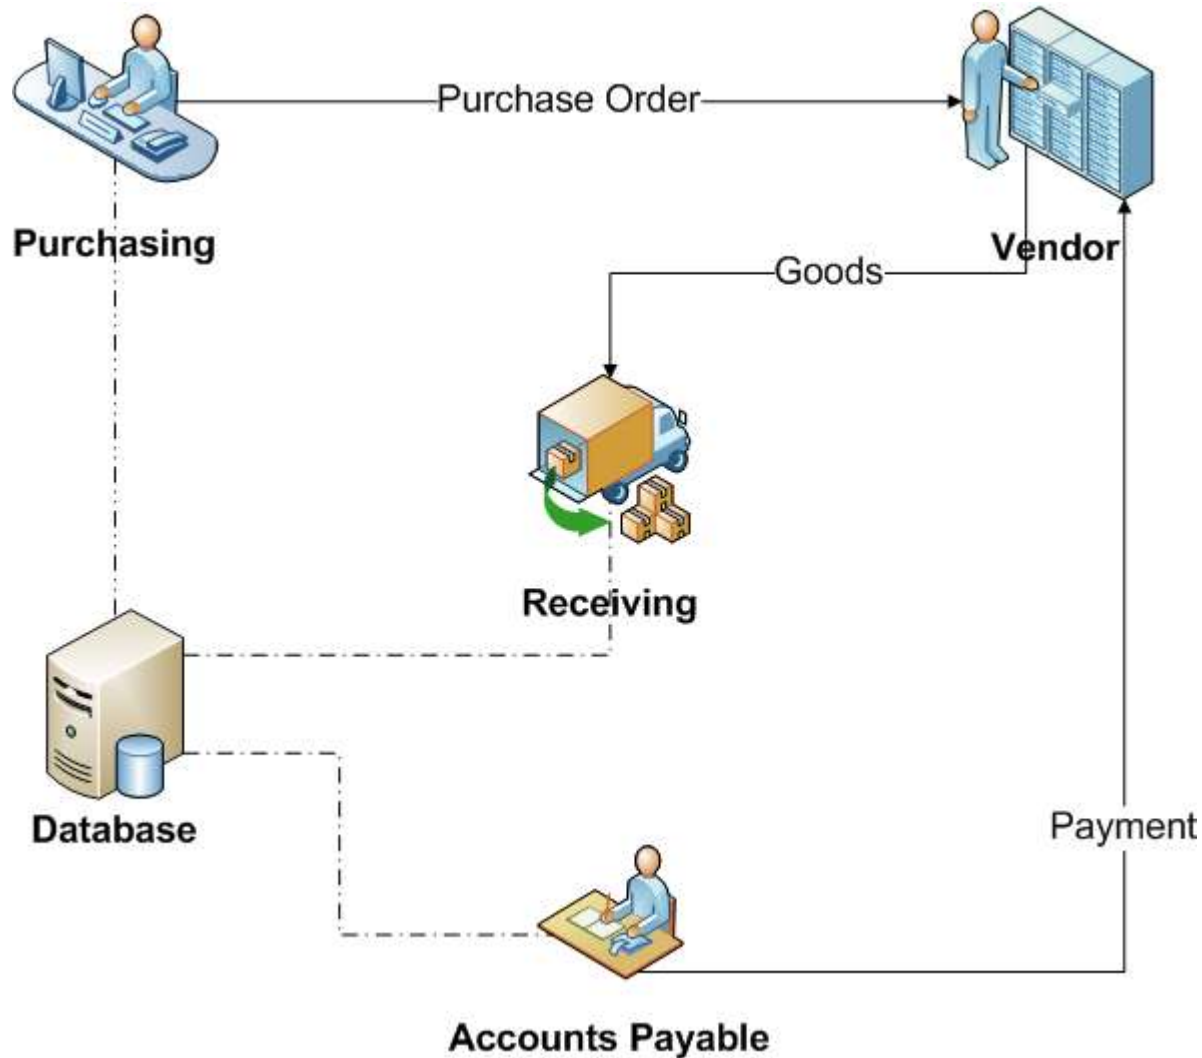 Purchase Order
Purchasing
Vendor
Goods
Receiving
Database
Payment
Accounts Payable